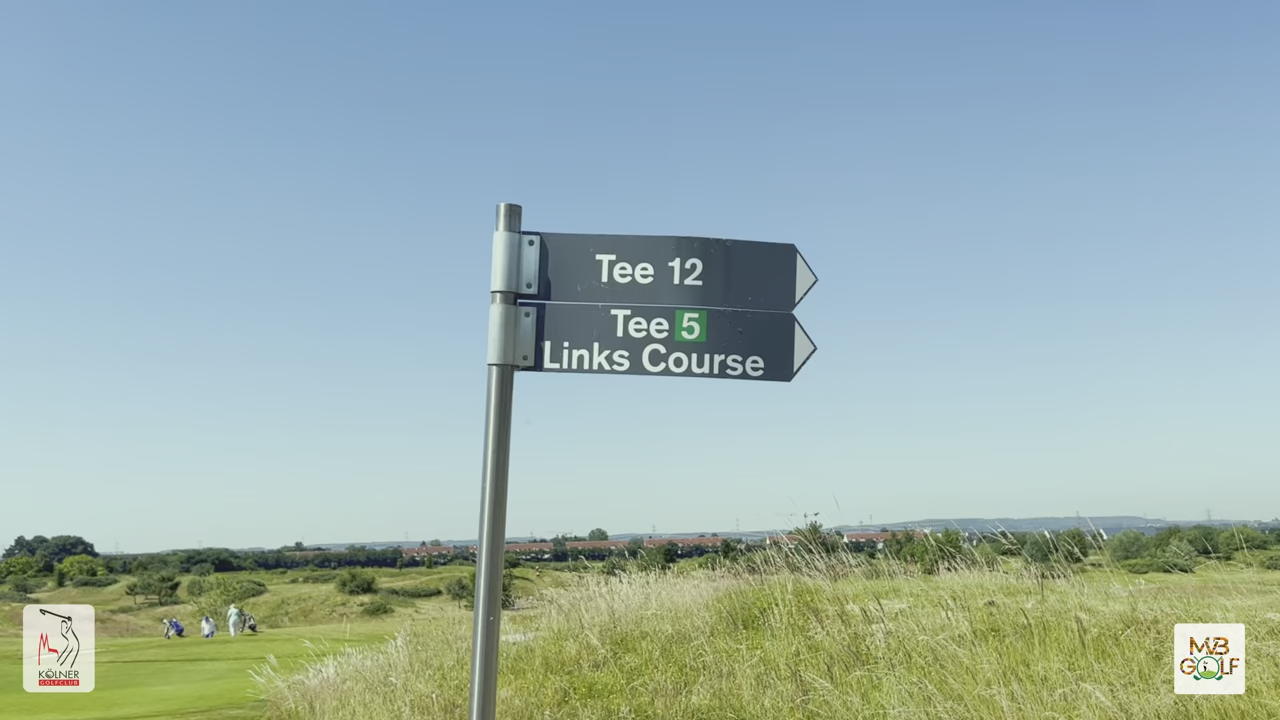 Tee 12
Tee 5
Links Course
KÖLNER
GOLFCLUB
MVB
GOLF